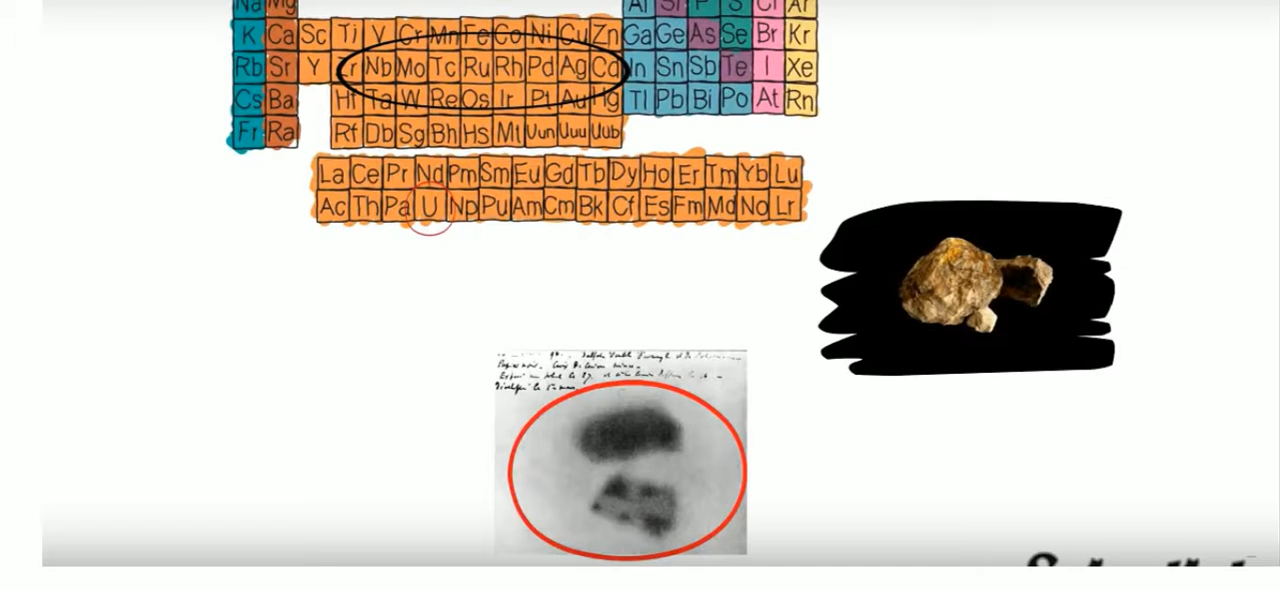 Na Mg Al Si P S Cl Ar
K Ca Sc Ti V Cr Mn Fe Co Ni Cu Zn Ga Ge As Se Br Kr
Rb Sr Y Zr Nb Mo Tc Ru Rh Pd Ag Cd In Sn Sb Te I Xe
Cs Ba Hf Ta W Re Os Ir Pt Au Hg Tl Pb Bi Po At Rn
Fr Ra Rf Db Sg Bh Hs Mt Uun Uuu Uub
La Ce Pr Nd Pm Sm Eu Gd Tb Dy Ho Er Tm Yb Lu
Ac Th Pa U Np Pu Am Cm Bk Cf Es Fm Md No Lr